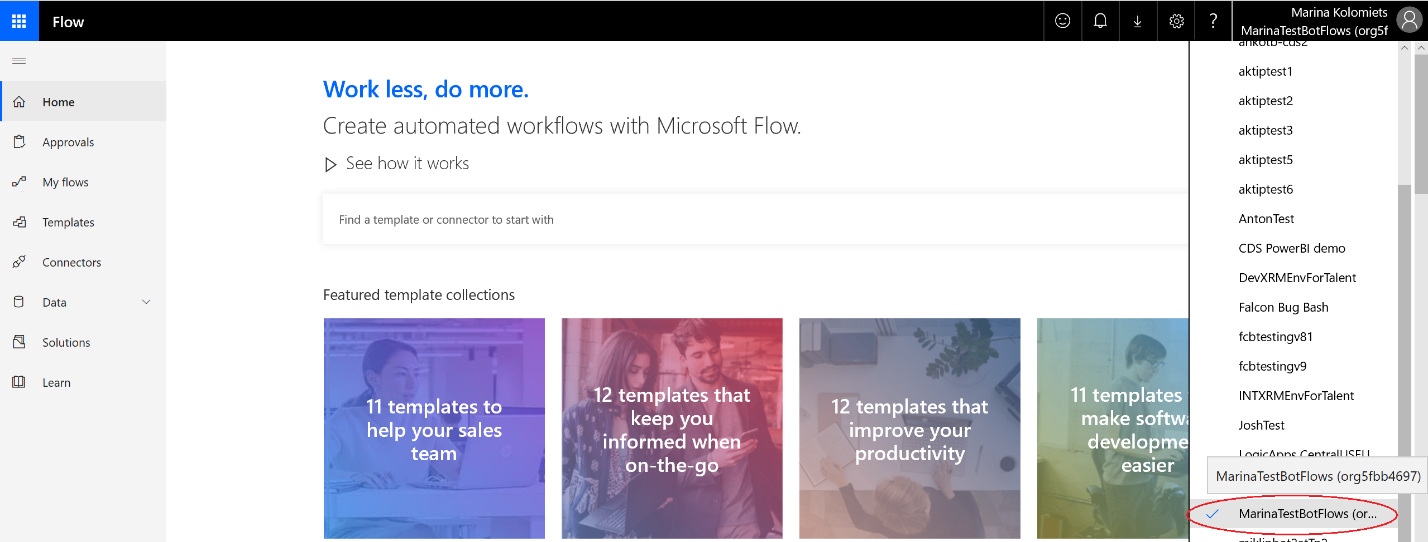 Flow
?
Marina Kolomiets
MarinaTestBotFlows (org5f
Home
Approvals
My flows
Templates
Connectors
Data
Solutions
Learn
Work less, do more.
Create automated workflows with Microsoft Flow.
See how it works
Find a template or connector to start with
Featured template collections
11 templates to
help your sales
team
12 templates that
keep you
informed when
on-the-go
12 templates that
improve your
productivity
11 templates
make softw
developme
easier
ankotb-cds2
aktiptest1
aktiptest2
aktiptest3
aktiptest5
aktiptest6
AntonTest
CDS PowerBI demo
DevXRMEnvForTalent
Falcon Bug Bash
fcbtestingv81
fcbtestingv9
INTXRMEnvForTalent
JoshTest
LogicApps CentralUSEU
MarinaTestBotFlows (org5fbb4697)
MarinaTestBotFlows (or...